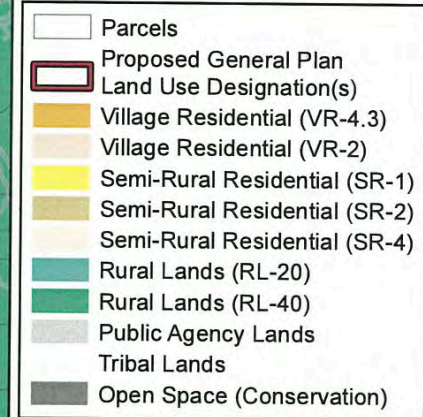 Parcels
Proposed General Plan
Land Use Designation(s)
Village Residential (VR-4.3)
Village Residential (VR-2)
Semi-Rural Residential (SR-1)
Semi-Rural Residential (SR-2)
Semi-Rural Residential (SR-4)
Rural Lands (RL-20)
Rural Lands (RL-40)
Public Agency Lands
Tribal Lands
Open Space (Conservation)